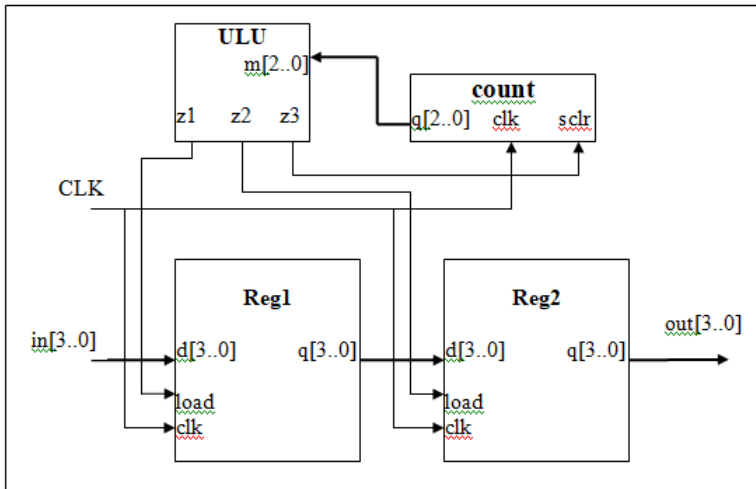 ULU
m[2..0]
z1 z2 z3
count
q[2..0] clk sclr
CLK
Reg1
in[3..0]
d[3..0] q[3..0]
load
clk
Reg2
d[3..0] q[3..0]
load
clk
out[3..0]